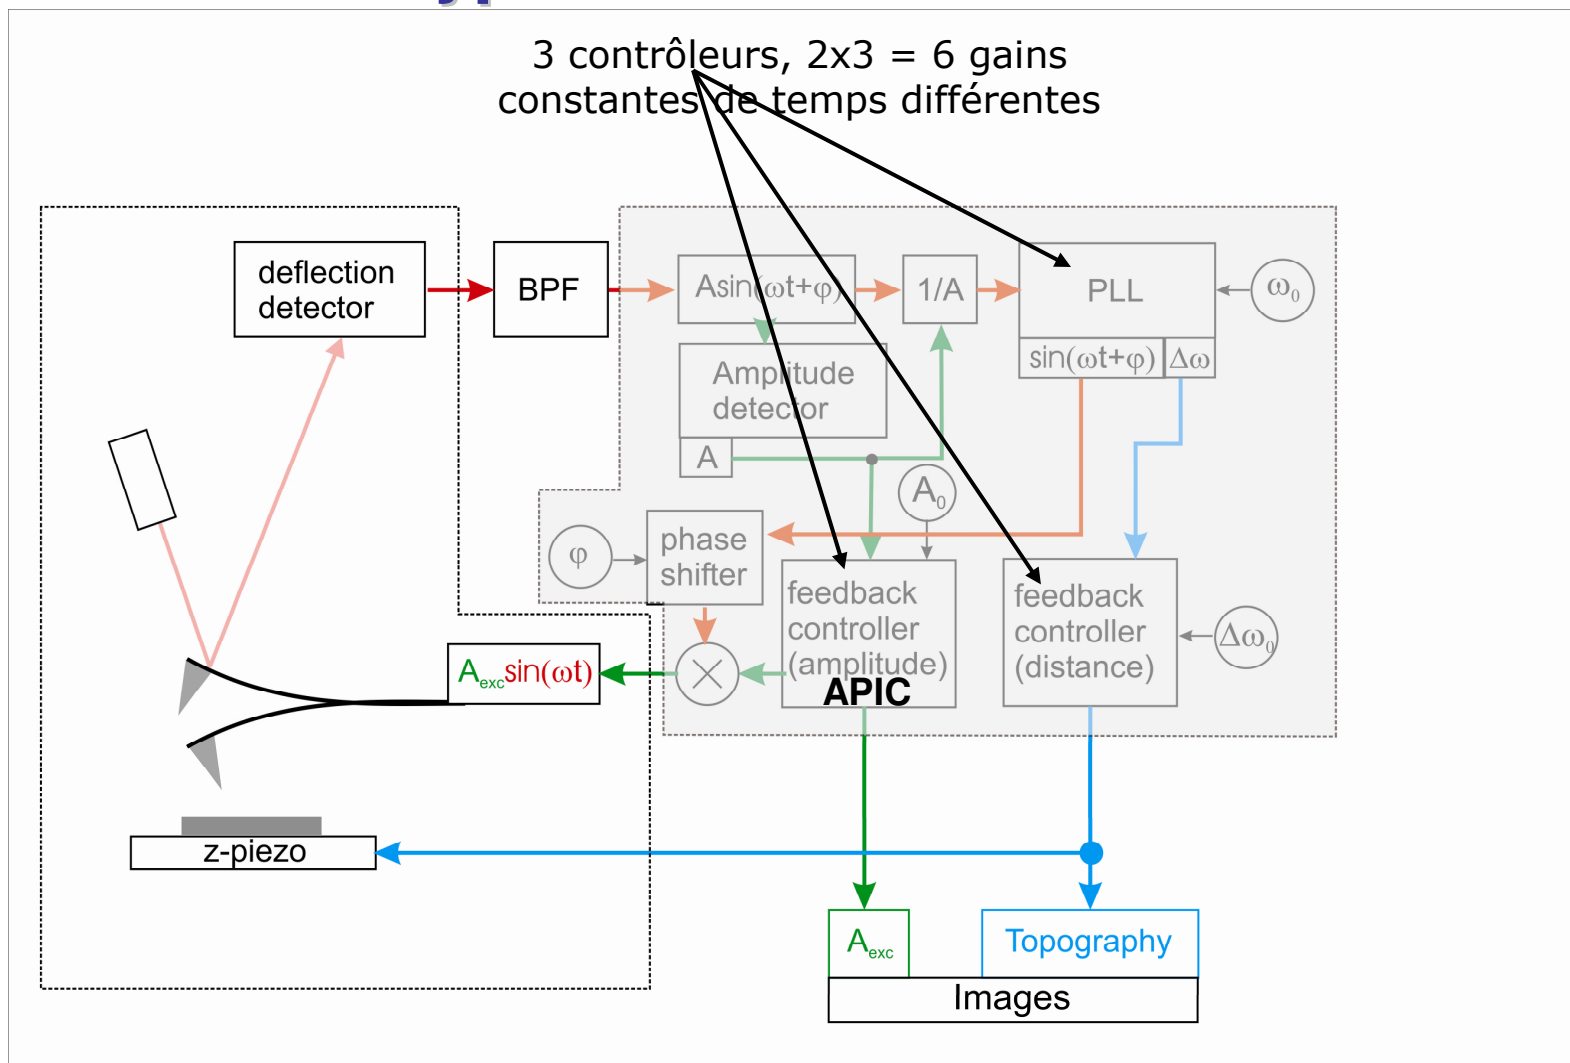 3 contrôleurs, 2x3 = 6 gains
constantes de temps différentes
deflection
detector
BPF
Asin(ωt+φ)
1/A
PLL
ω₀
sin(ωt+φ)
Δω
Amplitude
detector
A
A₀
φ
phase
shifter
feedback
controller
(amplitude)
APIC
feedback
controller
(distance)
Δω₀
Aexcsin(ωt)
z-piezo
Aexc
Topography
Images